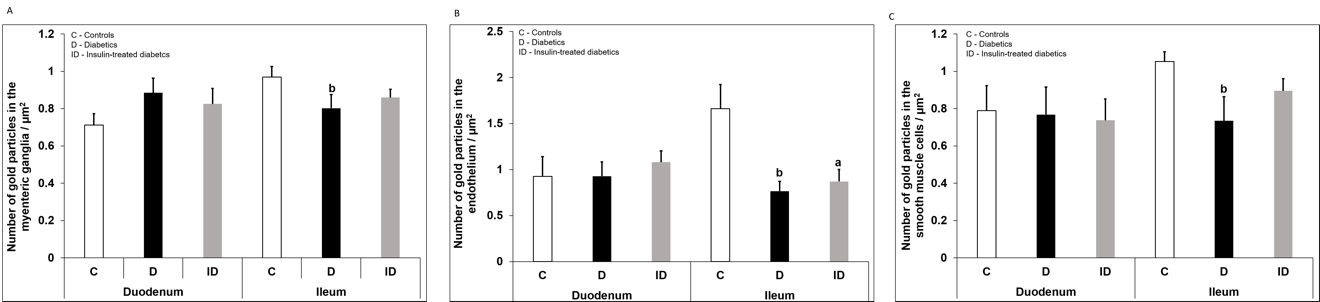 A
Number of gold particles in the
myenteric ganglia / µm²
C - Controls
D - Diabetics
ID - Insulin-treated diabetcs
1.2
1
0.8
0.6
0.4
0.2
0
b
C D ID C D ID
Duodenum Ileum
B
Number of gold particles in the
endothelium / µm²
C - Controls
D - Diabetics
ID - Insulin-treated diabetics
2.5
2
1.5
1
0.5
0
b a
C D ID C D ID
Duodenum Ileum
C
Number of gold particles in the
smooth muscle cells / µm²
C - Controls
D - Diabetics
ID - Insulin-treated diabetics
1.2
1
0.8
0.6
0.4
0.2
0
b
C D ID C D ID
Duodenum Ileum